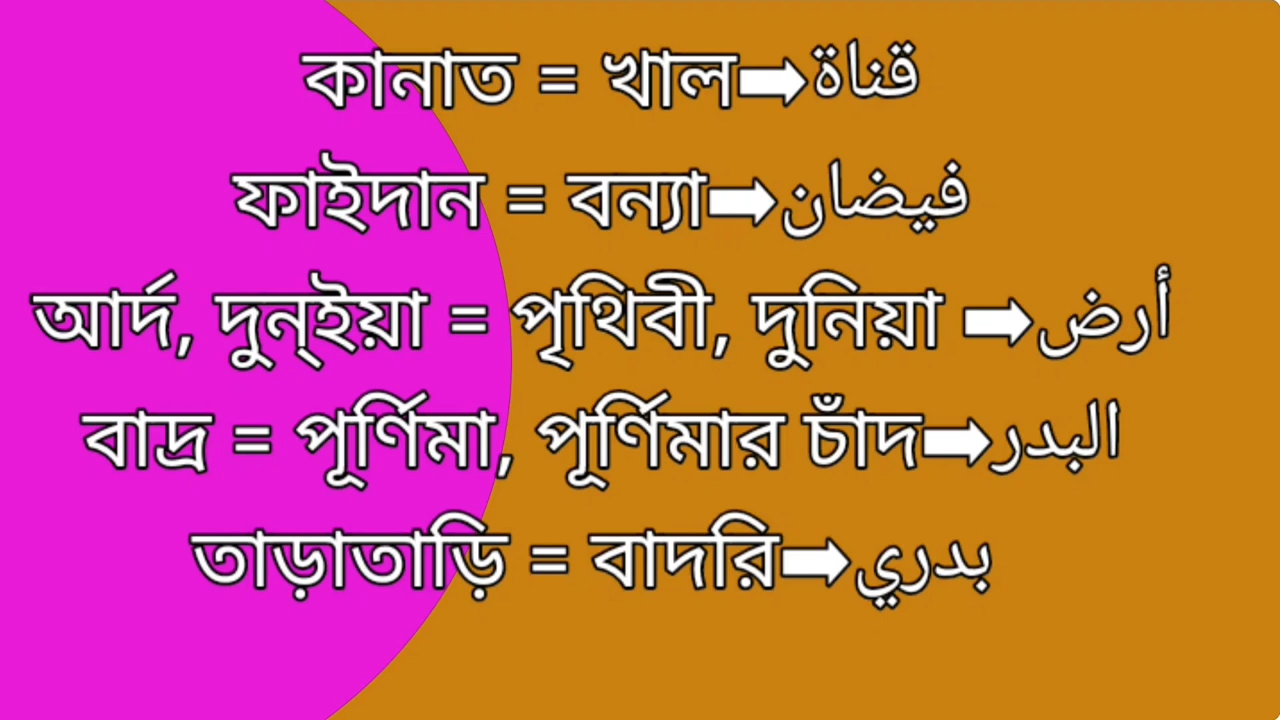 কানাত = খাল➡قناة
ফাইদান = বন্যা➡فيضان
আর্দ, দুন্ইয়া = পৃথিবী, দুনিয়া ➡أرض
বাদ্র = পূর্ণিমা, পূর্ণিমার চাঁদ➡البدر
তাড়াতাড়ি = বাদরি➡بدري